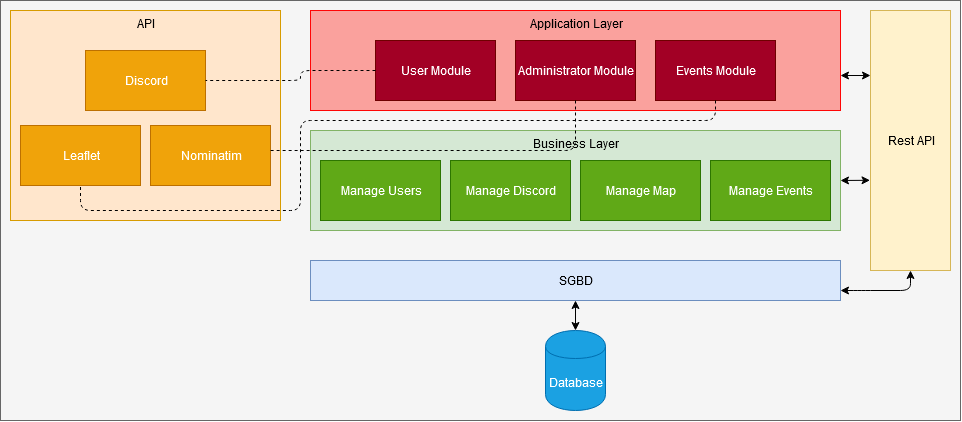 API
Discord
Leaflet
Nominatim
Application Layer
User Module
Administrator Module
Events Module
Business Layer
Manage Users
Manage Discord
Manage Map
Manage Events
Rest API
SGBD
Database